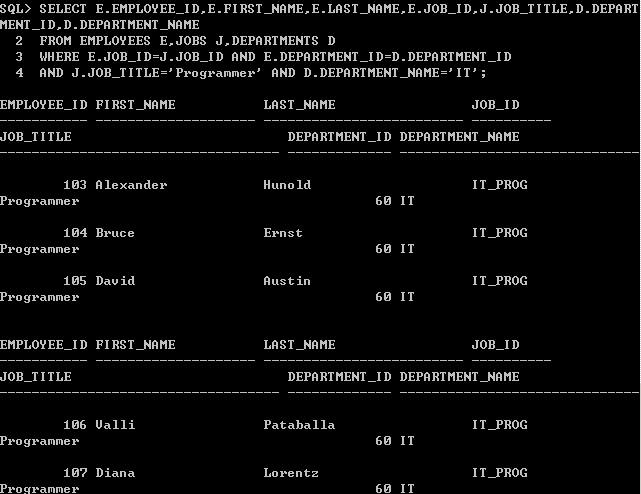 SQL> SELECT E.EMPLOYEE_ID,E.FIRST_NAME,E.LAST_NAME,E.JOB_ID,J.JOB_TITLE,D.DEPART
MENT_ID,D.DEPARTMENT_NAME
2 FROM EMPLOYEES E,JOBS J,DEPARTMENTS D
3 WHERE E.JOB_ID=J.JOB_ID AND E.DEPARTMENT_ID=D.DEPARTMENT_ID
4 AND J.JOB_TITLE='Programmer' AND D.DEPARTMENT_NAME='IT';
EMPLOYEE_ID FIRST_NAME LAST_NAME JOB_ID
----------- -------------------- ------------------------- ----------
JOB_TITLE DEPARTMENT_ID DEPARTMENT_NAME
----------------------------------- ------------- ------------------------------
103 Alexander Hunold IT_PROG
Programmer 60 IT
104 Bruce Ernst IT_PROG
Programmer 60 IT
105 David Austin IT_PROG
Programmer 60 IT
EMPLOYEE_ID FIRST_NAME LAST_NAME JOB_ID
----------- -------------------- ------------------------- ----------
JOB_TITLE DEPARTMENT_ID DEPARTMENT_NAME
----------------------------------- ------------- ------------------------------
106 Valli Pataballa IT_PROG
Programmer 60 IT
107 Diana Lorentz IT_PROG
Programmer 60 IT